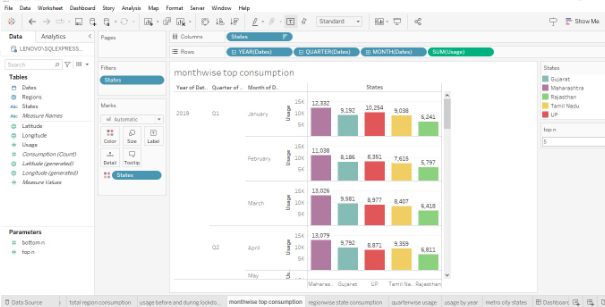 File Data Worksheet Dashboard Story Analysis Map Format Server Window Help
Standard
Show Me
Data Analytics Pages
Columns States
LENOVO\SQLEXPRESS...
Rows YEAR(Dates) QUARTER(Dates) MONTH(Dates) SUM(Usage)
Search
Filters
States
Tables
Dates
Regions
States
Measure Names
Latitude
Longitude
Usage
Consumption (Count)
Latitude (generated)
Longitude (generated)
Measure Values
Parameters
bottom n
top n
Marks
Automatic
Color Size Label
Detail Tooltip
States
monthwise top consumption
Year of Dat.. Quarter of .. Month of D..
States
2019 Q1 January
Usage
15K
10K
5K
12,332 9,192 10,264 9,038 6,241
February
Usage
15K
10K
5K
11,038 8,186 8,351 7,615 5,797
March
Usage
15K
10K
5K
13,026 9,981 8,977 8,407 6,418
Q2 April
Usage
15K
10K
5K
13,079 9,792 8,871 9,359 6,811
May
Maharas.. Gujarat UP Tamil Na.. Rajasthan
States
Gujarat
Maharashtra
Rajasthan
Tamil Nadu
UP
top n
5
Data Source total region consumption usage before and during lockdo... monthwise top consumption regionwise state consumption quarterwise usage usage by year metro city states Dashboard